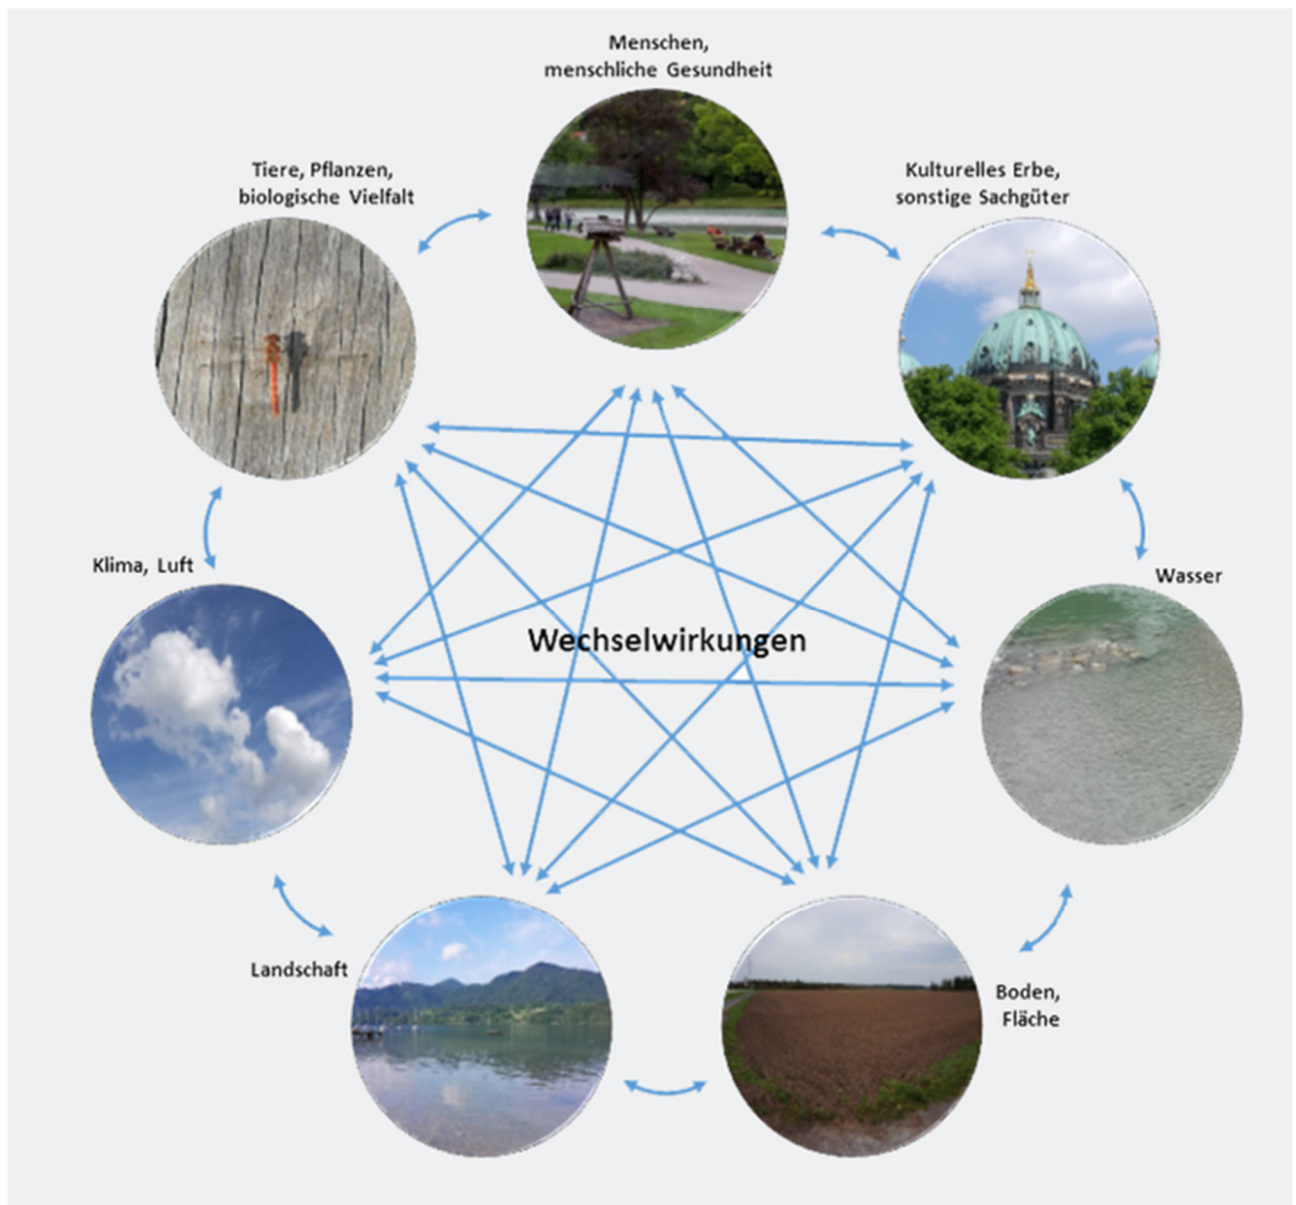 Menschen,
menschliche Gesundheit
Tiere, Pflanzen,
biologische Vielfalt
Kulturelles Erbe,
sonstige Sachgüter
Klima, Luft
Wasser
Wechselwirkungen
Landschaft
Boden,
Fläche